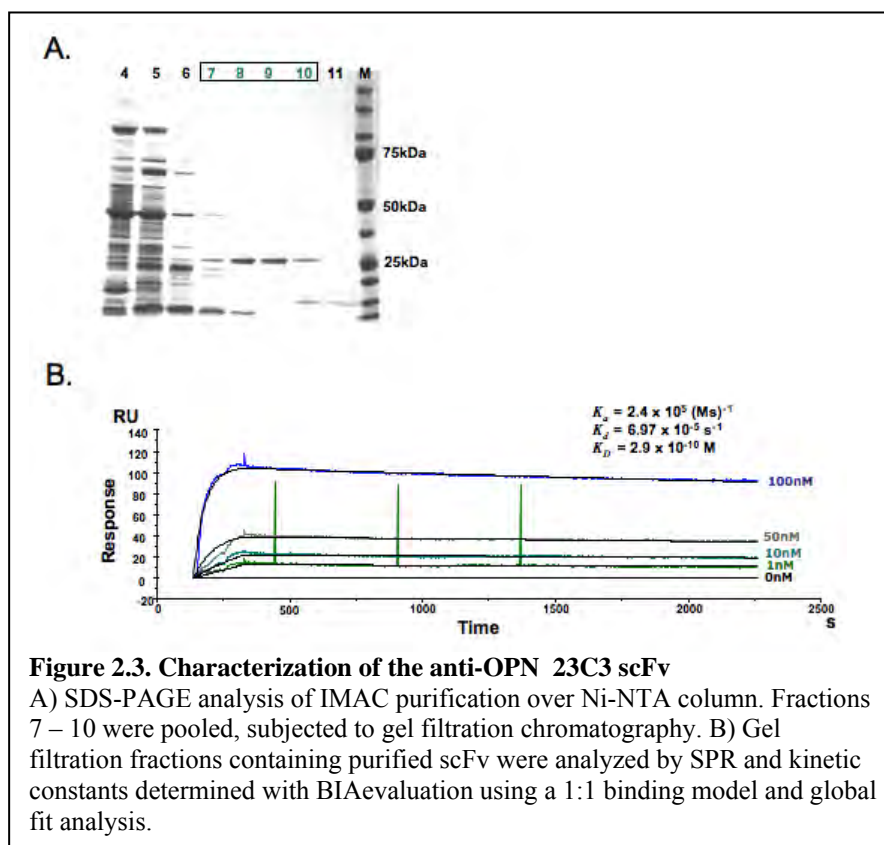 A.
4 5 6 7 8 9 10 11 M
75kDa
50kDa
25kDa
B.
RU
Kₐ = 2.4 x 10⁵ (Ms)⁻¹
K_d = 6.97 x 10⁻⁵ s⁻¹
K_D = 2.9 x 10⁻¹⁰ M
140
120
100
80
60
40
20
0
-20
Response
100nM
50nM
10nM
1nM
0nM
0 500 1000 1500 2000 2500
Time
s
Figure 2.3. Characterization of the anti-OPN 23C3 scFv
A) SDS-PAGE analysis of IMAC purification over Ni-NTA column. Fractions
7 – 10 were pooled, subjected to gel filtration chromatography. B) Gel
filtration fractions containing purified scFv were analyzed by SPR and kinetic
constants determined with BIAevaluation using a 1:1 binding model and global
fit analysis.